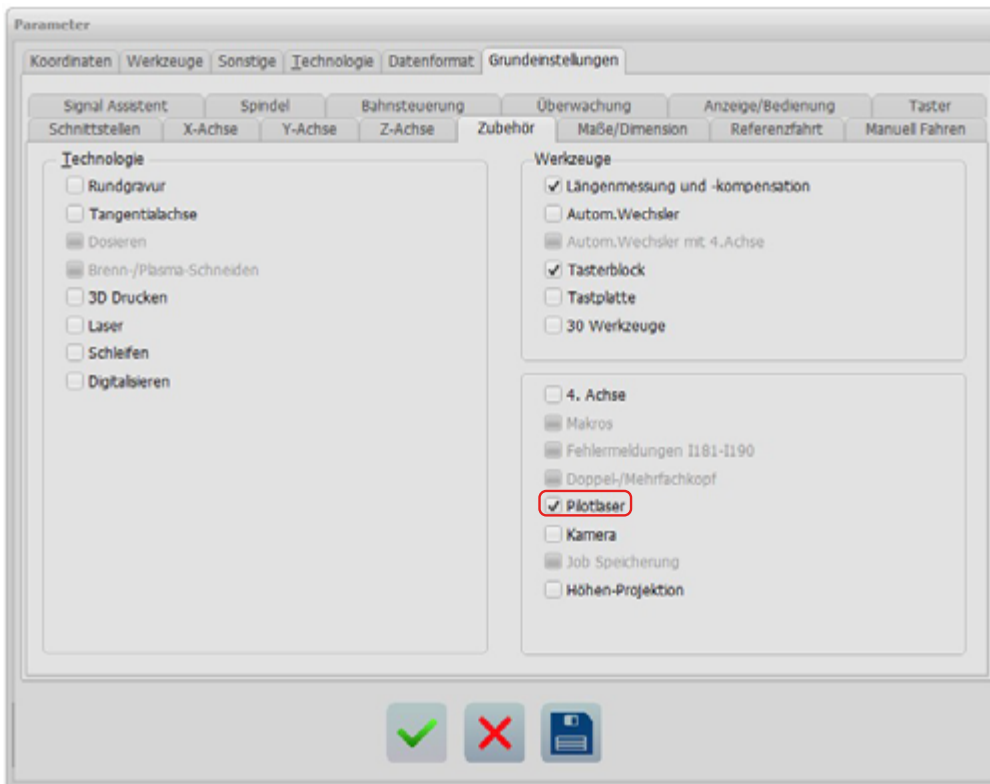 Parameter
Koordinaten Werkzeuge Sonstige Technologie Datenformat Grundeinstellungen
Signal Assistent Spindel Bahnsteuerung Überwachung Anzeige/Bedienung Taster
Schnittstellen X-Achse Y-Achse Z-Achse Zubehör Maße/Dimension Referenzfahrt Manuell Fahren
Technologie
Rundgravur
Tangentialachse
Dosieren
Brenn-/Plasma-Schneiden
3D Drucken
Laser
Schleifen
Digitalisieren
Werkzeuge
Längenmessung und -kompensation
Autom.Wechsler
Autom.Wechsler mit 4.Achse
Tasterblock
Tastplatte
30 Werkzeuge
4. Achse
Makros
Fehlermeldungen I181-I190
Doppel-/Mehrfachkopf
Pilotlaser
Kamera
Job Speicherung
Höhen-Projektion